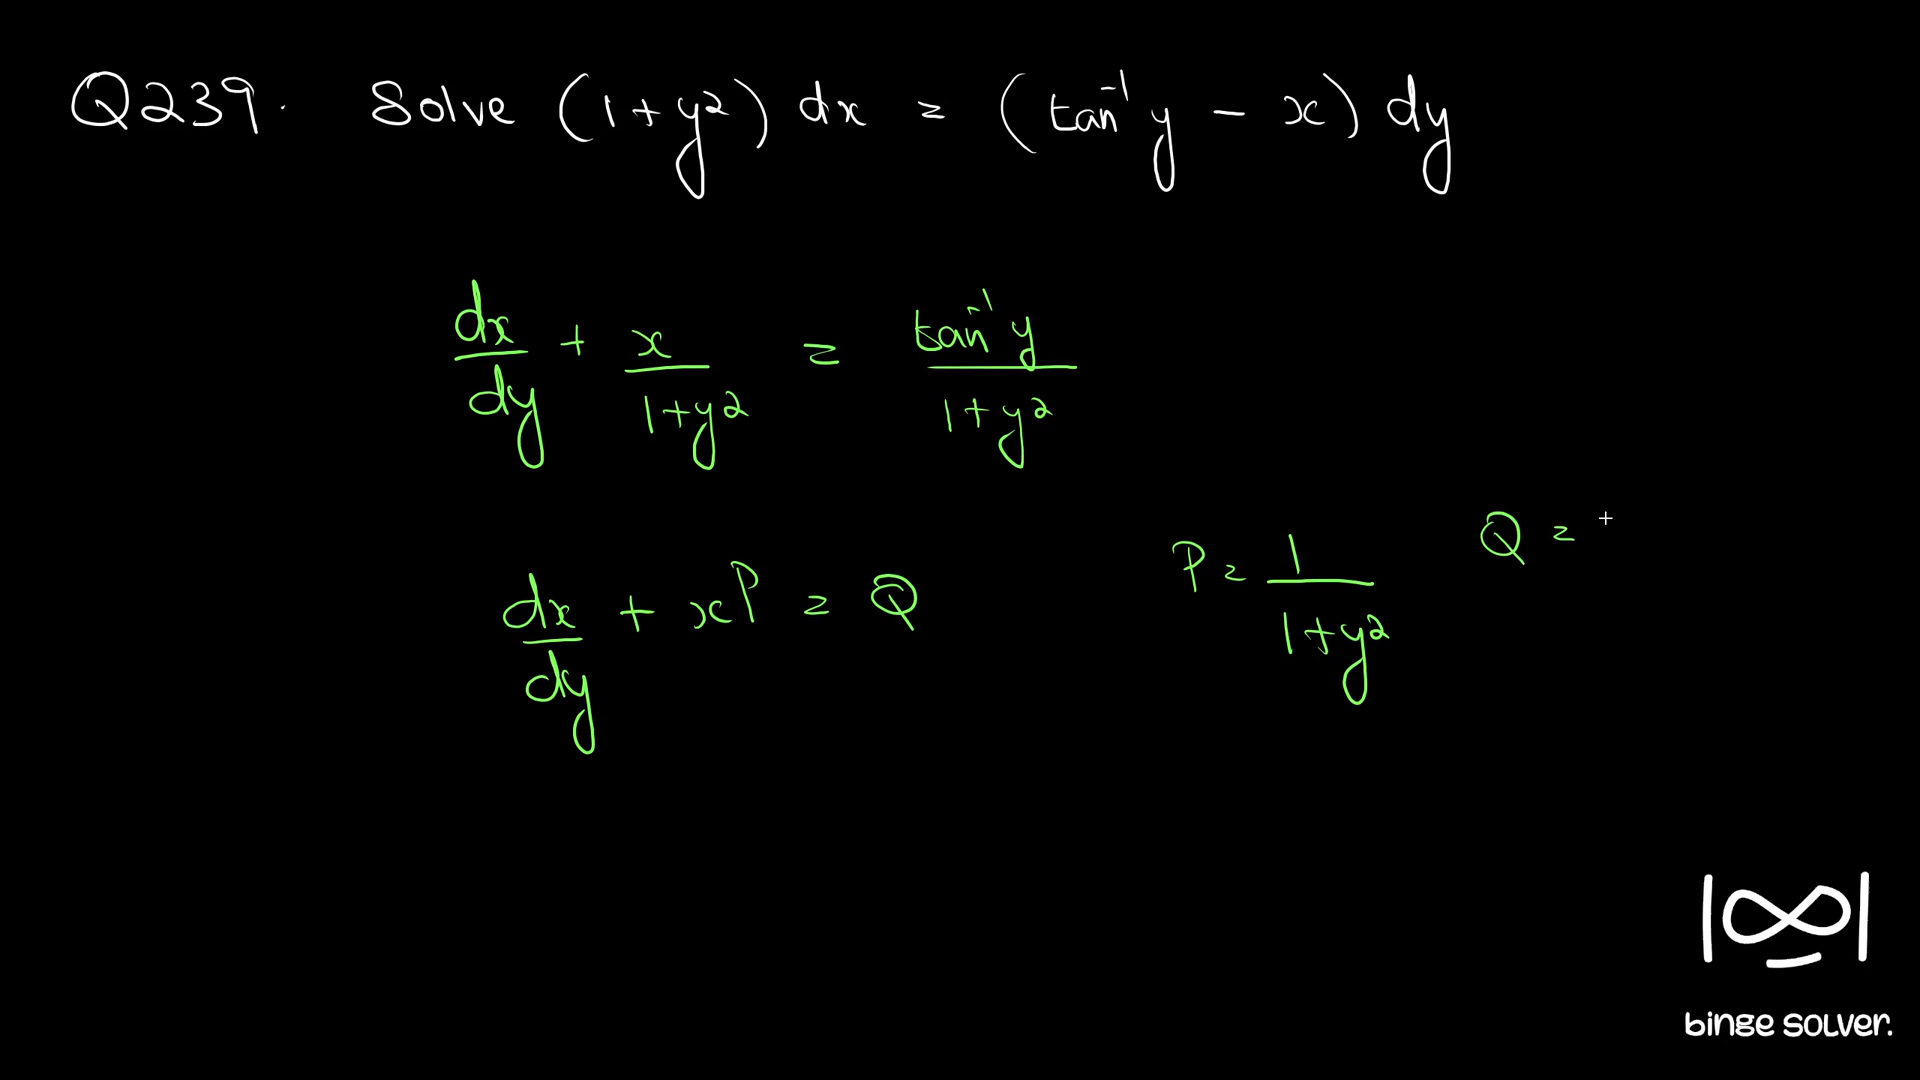 Q239. Solve (1+y²) dx = (tan⁻¹y - x) dy
dx/dy + x/(1+y²) = tan⁻¹y/(1+y²)
dx/dy + xP = Q P = 1/(1+y²) Q =
binge solver.